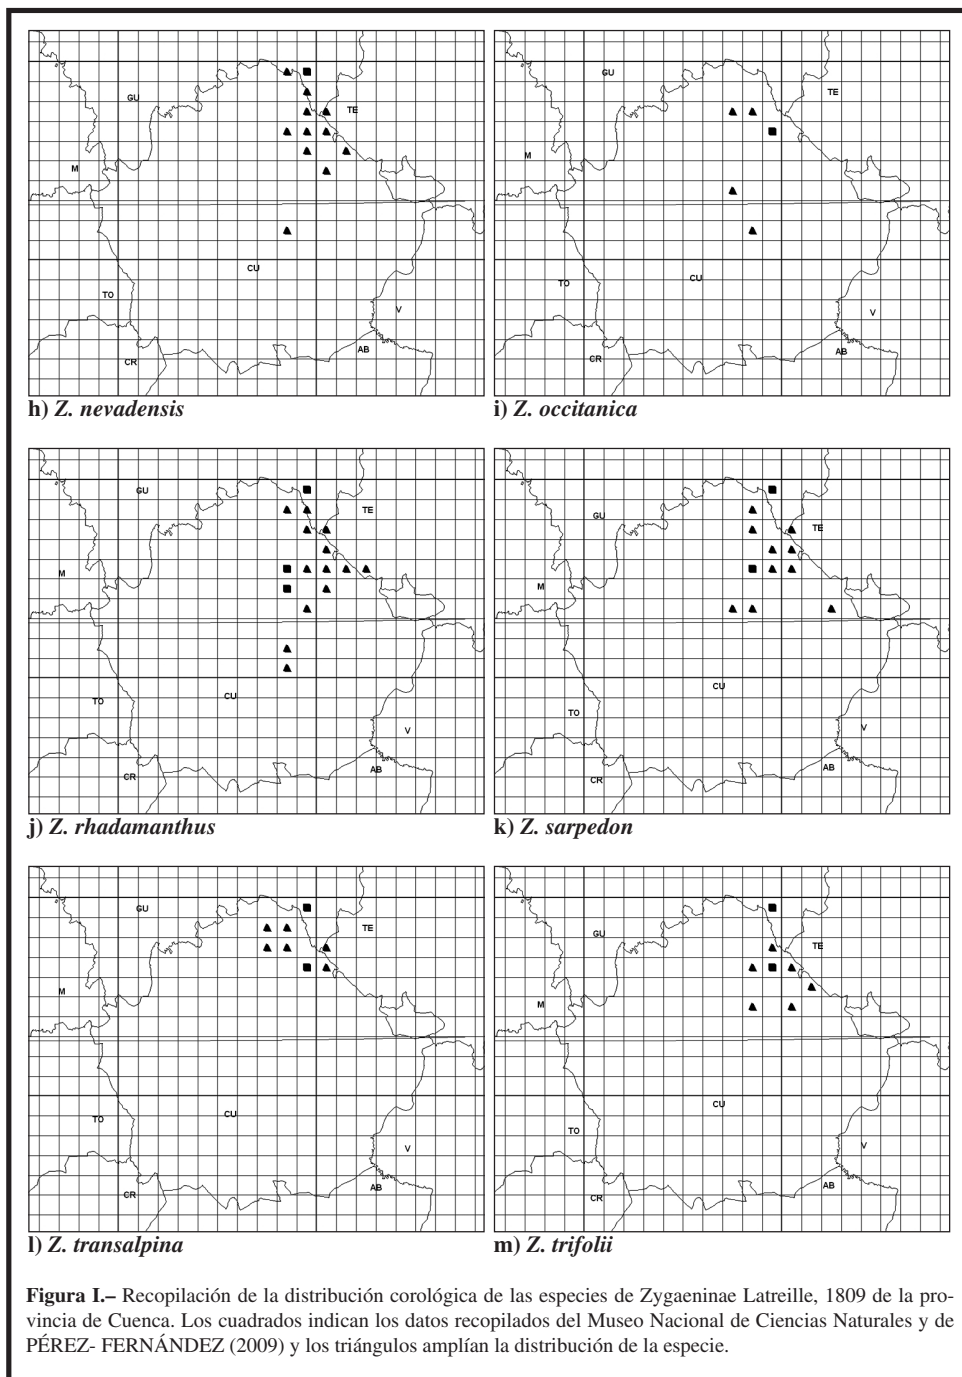 GU
TE
M
CU
TO
V
AB
CR
h) Z. nevadensis
GU
TE
M
CU
TO
V
AB
CR
i) Z. occitanica
GU
TE
M
CU
TO
V
AB
CR
j) Z. rhadamanthus
GU
TE
M
CU
TO
V
AB
CR
k) Z. sarpedon
GU
TE
M
CU
TO
V
AB
CR
l) Z. transalpina
GU
TE
M
CU
TO
V
AB
CR
m) Z. trifolii
Figura I.– Recopilación de la distribución corológica de las especies de Zygaeninae Latreille, 1809 de la pro-
vincia de Cuenca. Los cuadrados indican los datos recopilados del Museo Nacional de Ciencias Naturales y de
PÉREZ- FERNÁNDEZ (2009) y los triángulos amplían la distribución de la especie.